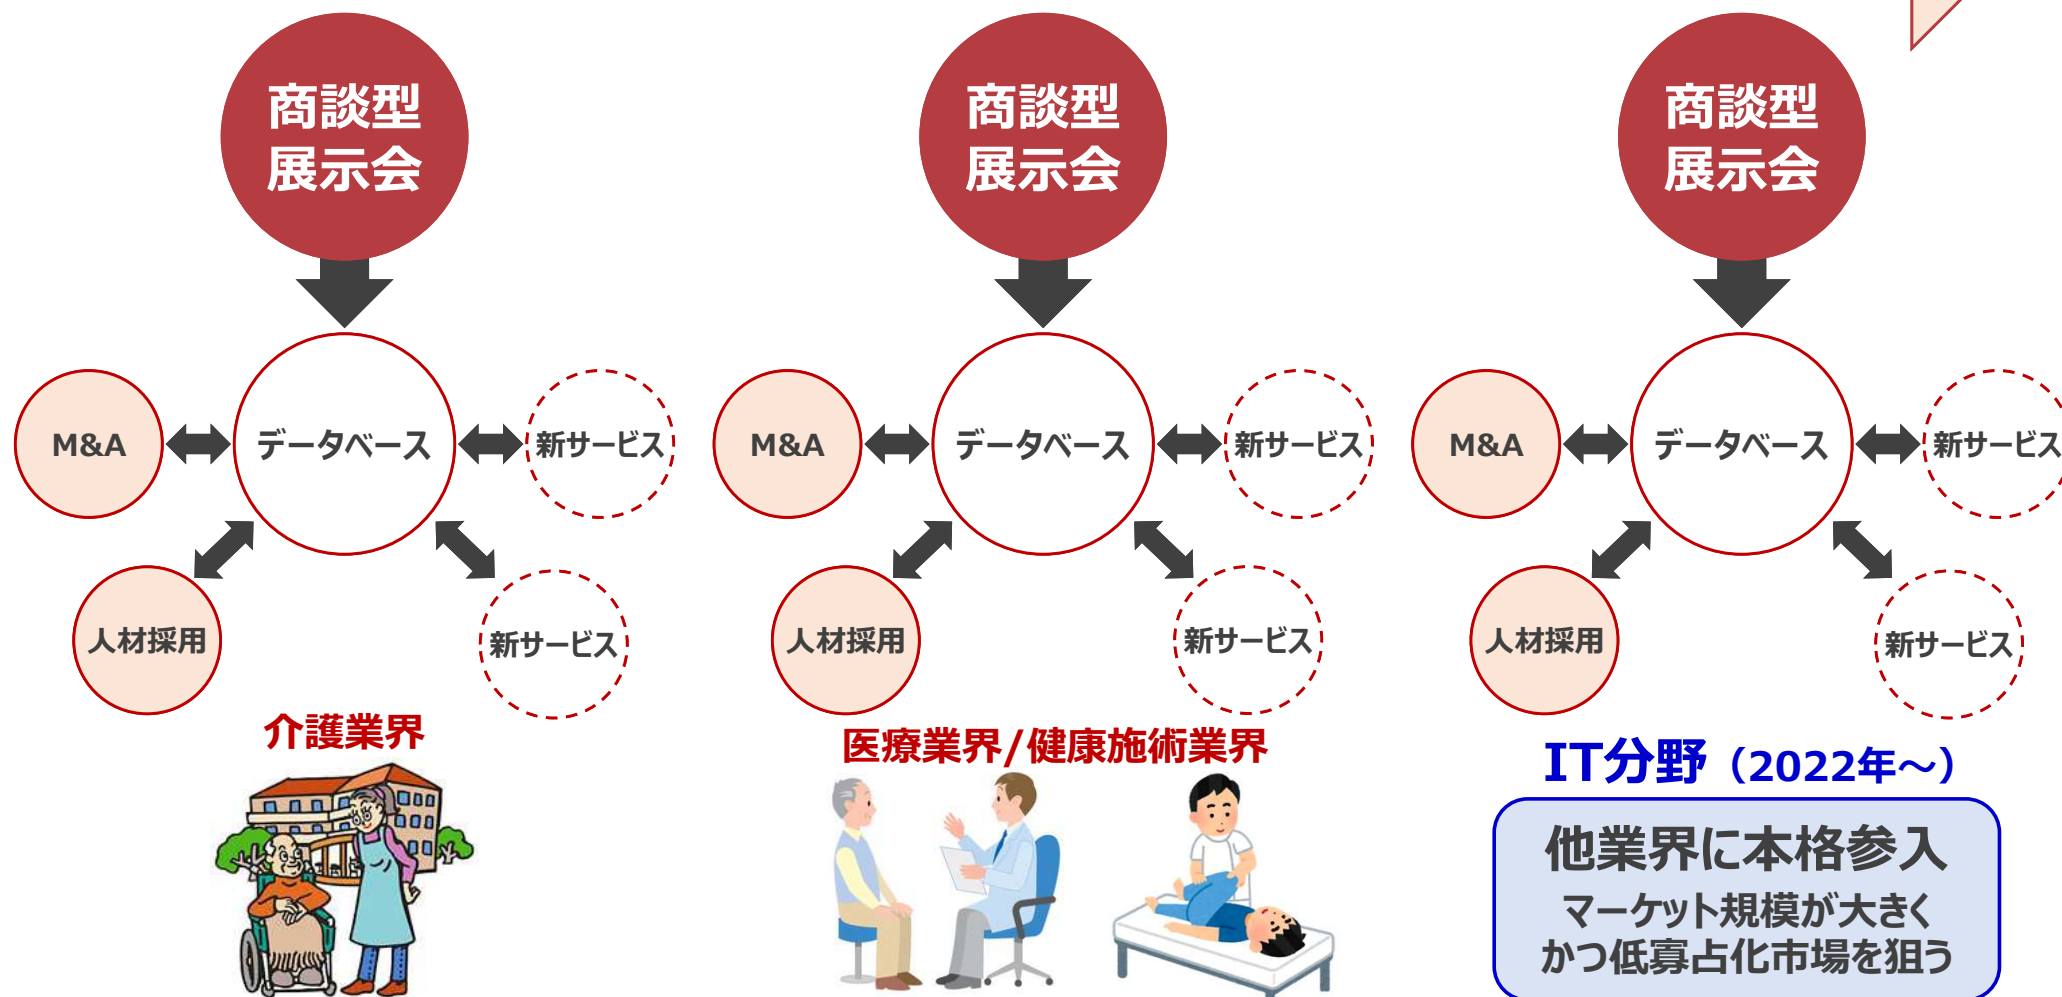 商談型
展示会
データベース
M&A
新サービス
人材採用
新サービス
介護業界
商談型
展示会
データベース
M&A
新サービス
人材採用
新サービス
医療業界/健康施術業界
商談型
展示会
データベース
M&A
新サービス
人材採用
新サービス
IT分野（2022年～）
他業界に本格参入
マーケット規模が大きく
かつ低寡占化市場を狙う